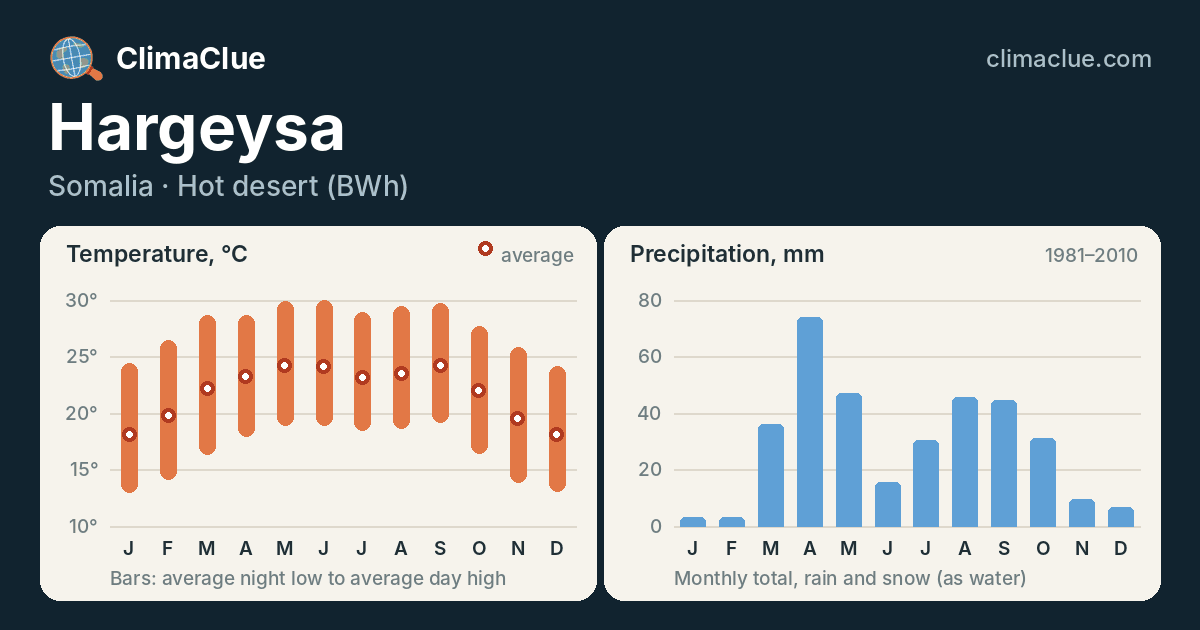 ClimaClue
climaclue.com
Hargeysa
Somalia · Hot desert (BWh)
Temperature, °C
average
30°
25°
20°
15°
10°
J F M A M J J A S O N D
Bars: average night low to average day high
Precipitation, mm
1981–2010
80
60
40
20
0
J F M A M J J A S O N D
Monthly total, rain and snow (as water)